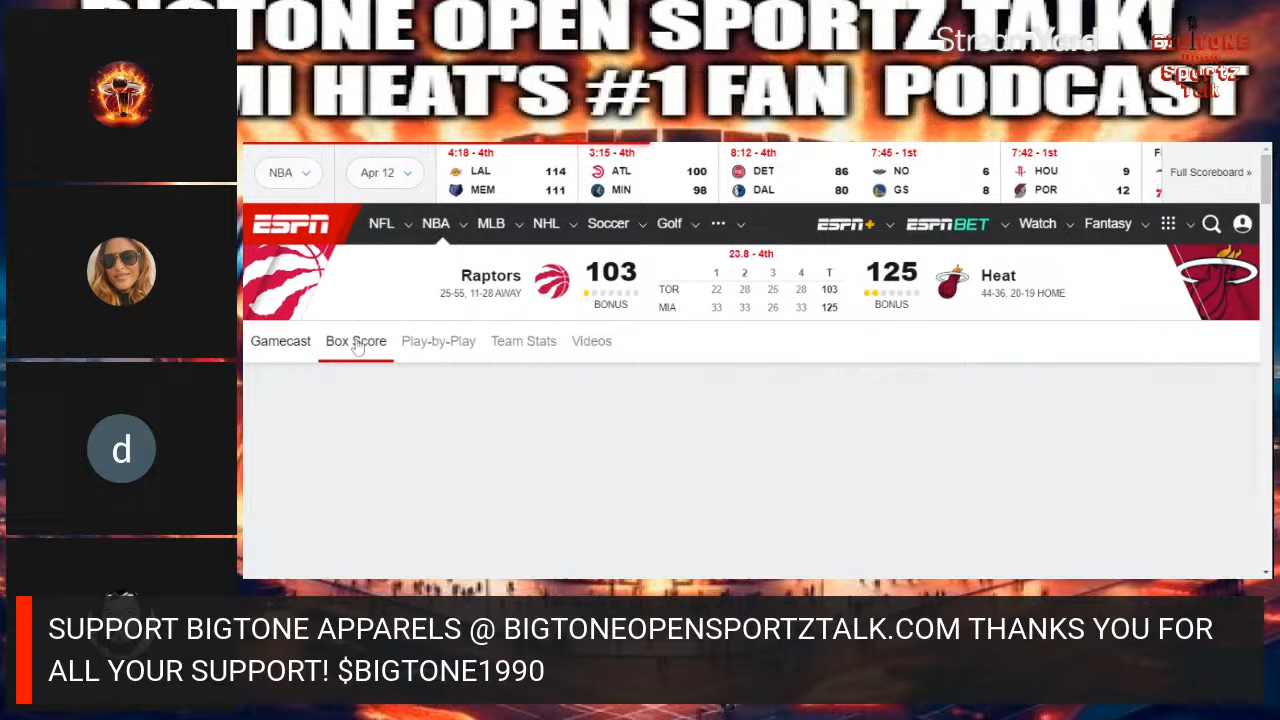 BIGTONE OPEN SPORTZ TALK!
MI HEAT'S #1 FAN PODCAST
StreamYard
BIGTONE
Open
Sportz
Talk
NBA
Apr 12
4:18 - 4th
LAL 114
MEM 111
3:15 - 4th
ATL 100
MIN 98
8:12 - 4th
DET 86
DAL 80
7:45 - 1st
NO 6
GS 8
7:42 - 1st
HOU 9
POR 12
Full Scoreboard »
ESPN NFL NBA MLB NHL Soccer Golf ••• ESPN+ ESPNBET Watch Fantasy
Raptors
25-55, 11-28 AWAY
103
BONUS
23.8 - 4th
1 2 3 4 T
TOR 22 28 25 28 103
MIA 33 33 26 33 125
125
BONUS
Heat
44-36, 20-19 HOME
Gamecast Box Score Play-by-Play Team Stats Videos
d
SUPPORT BIGTONE APPARELS @ BIGTONEOPENSPORTZTALK.COM THANKS YOU FOR
ALL YOUR SUPPORT! $BIGTONE1990